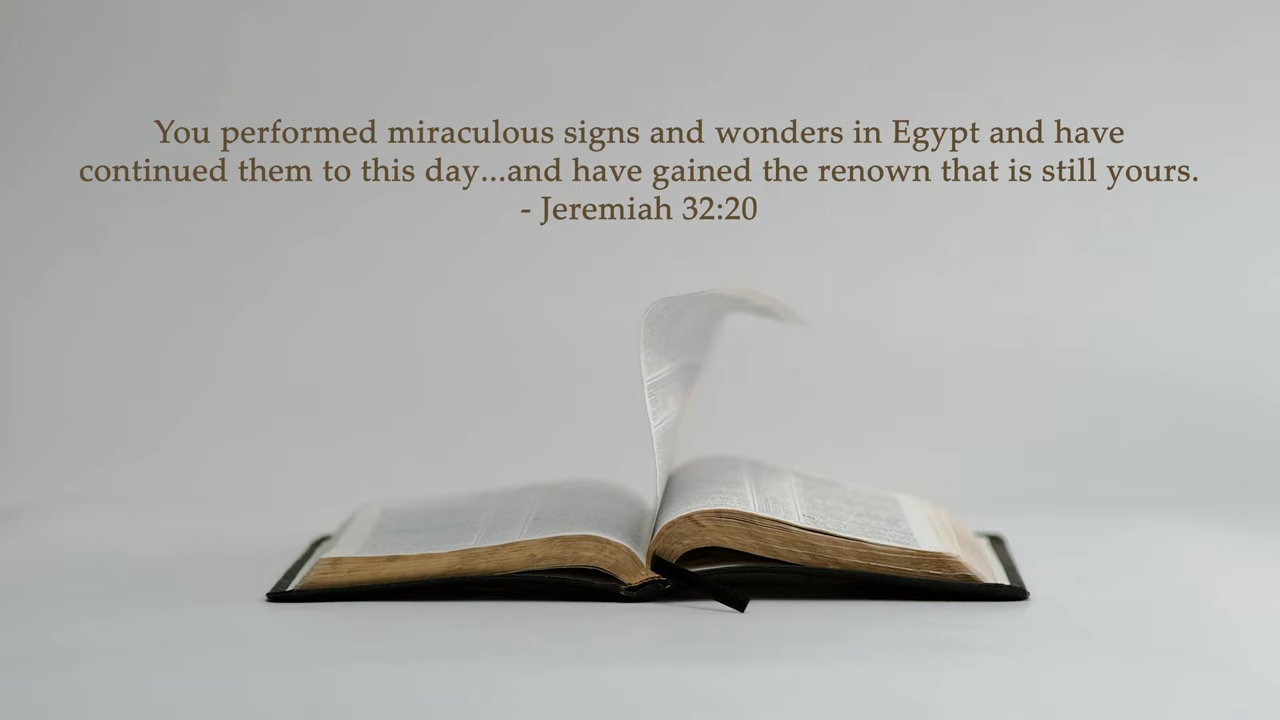 You performed miraculous signs and wonders in Egypt and have
continued them to this day...and have gained the renown that is still yours.
- Jeremiah 32:20